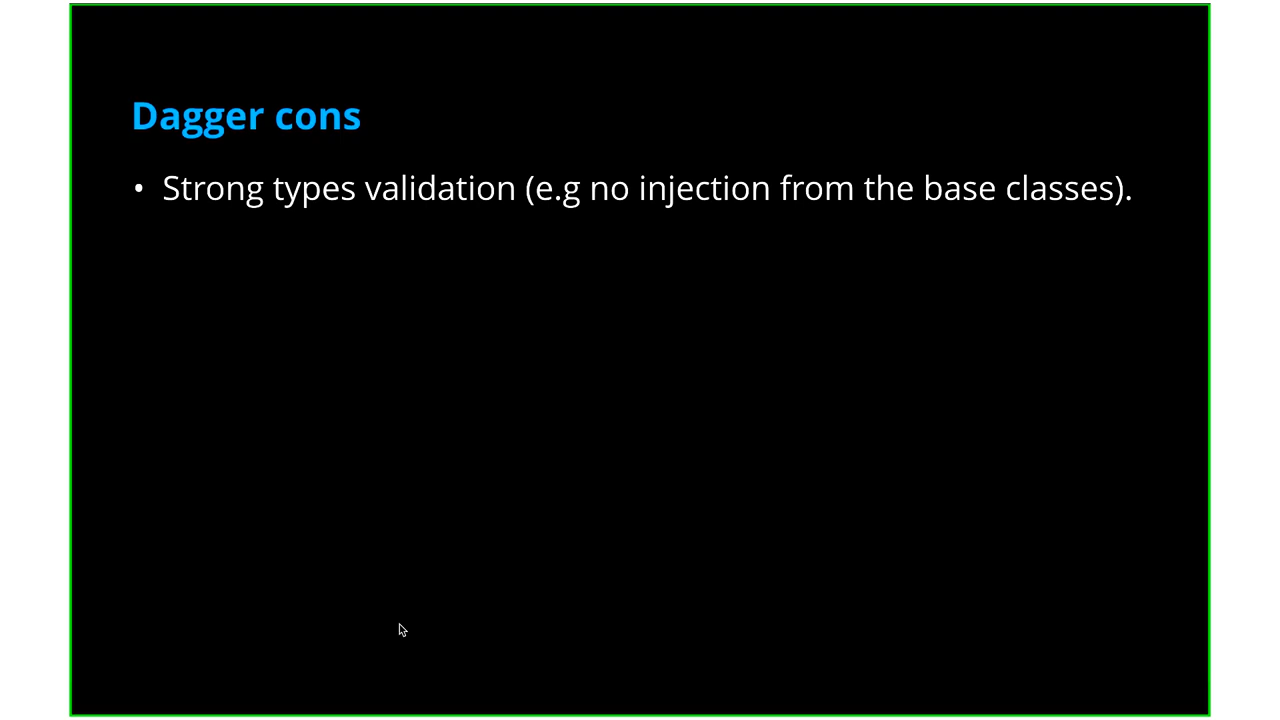 Dagger cons
• Strong types validation (e.g no injection from the base classes).